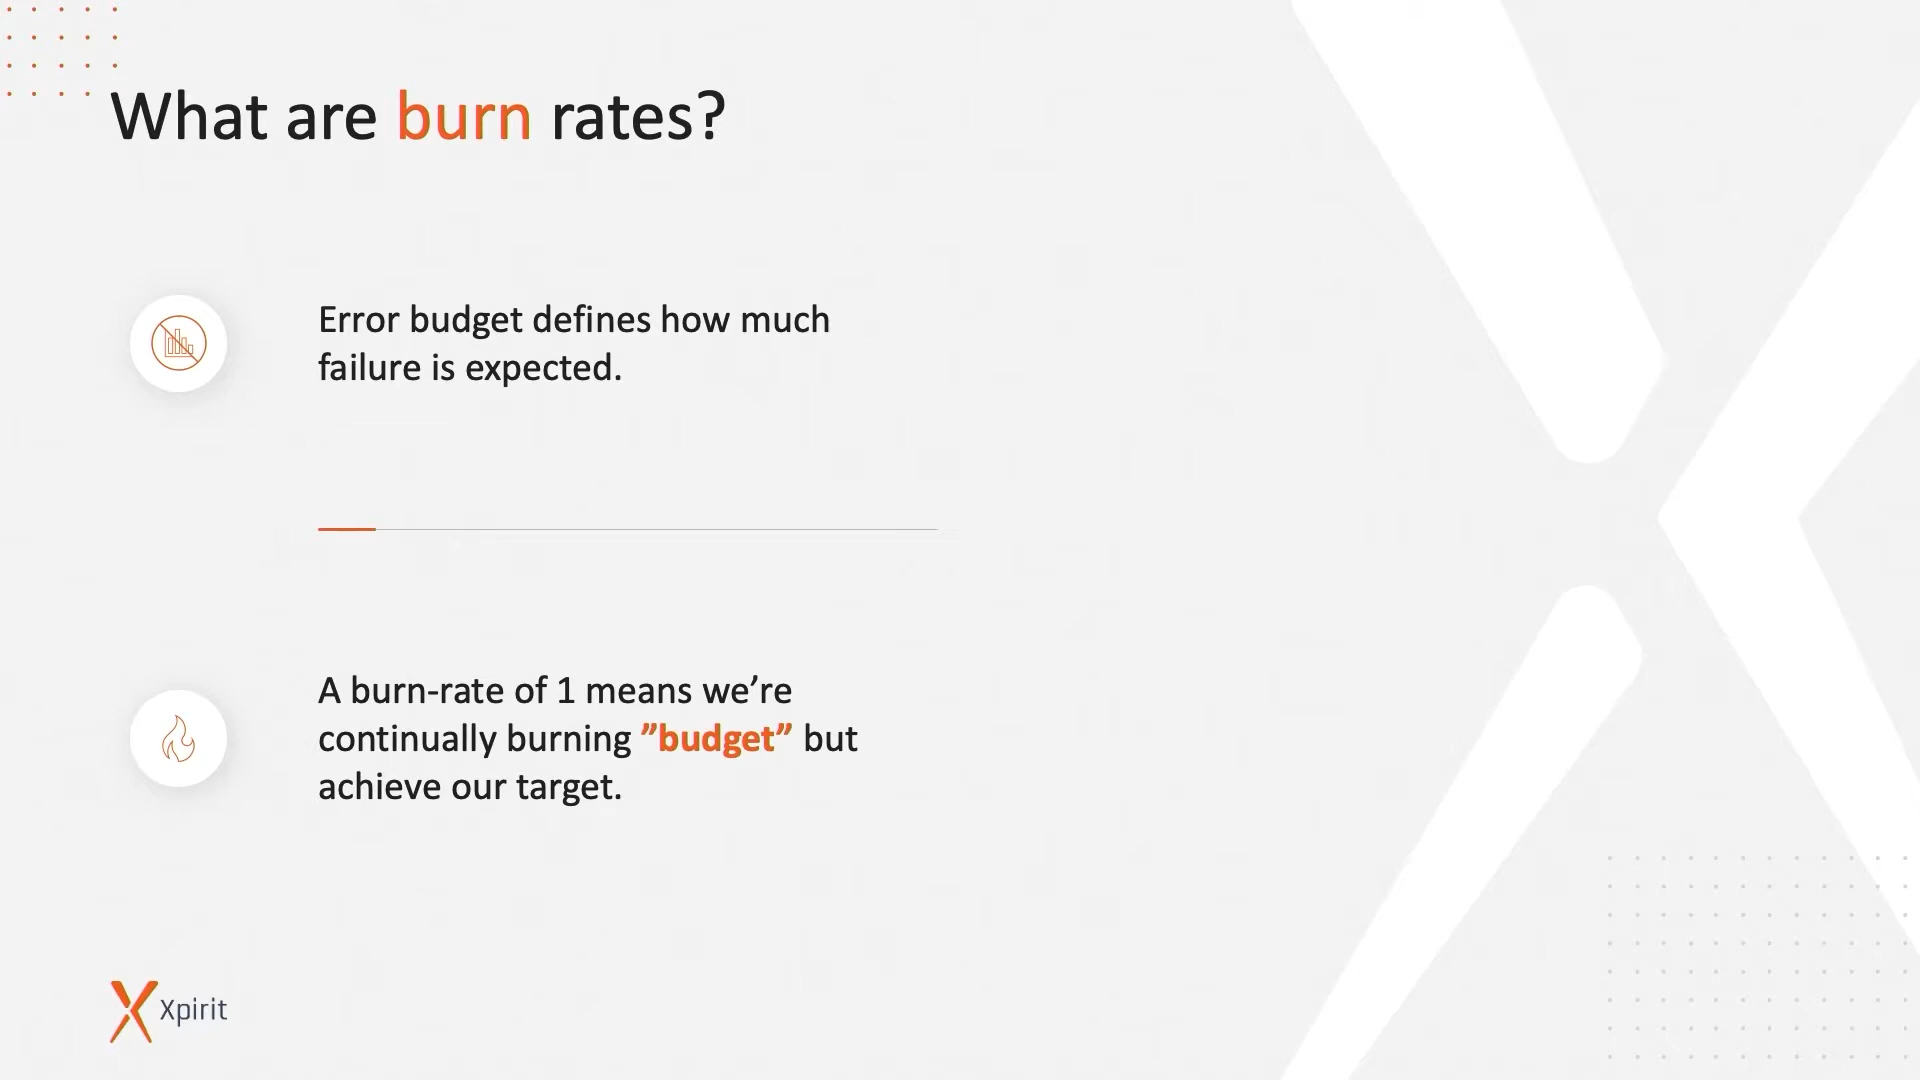 What are burn rates?
Error budget defines how much
failure is expected.
A burn-rate of 1 means we’re
continually burning ”budget” but
achieve our target.
Xpirit